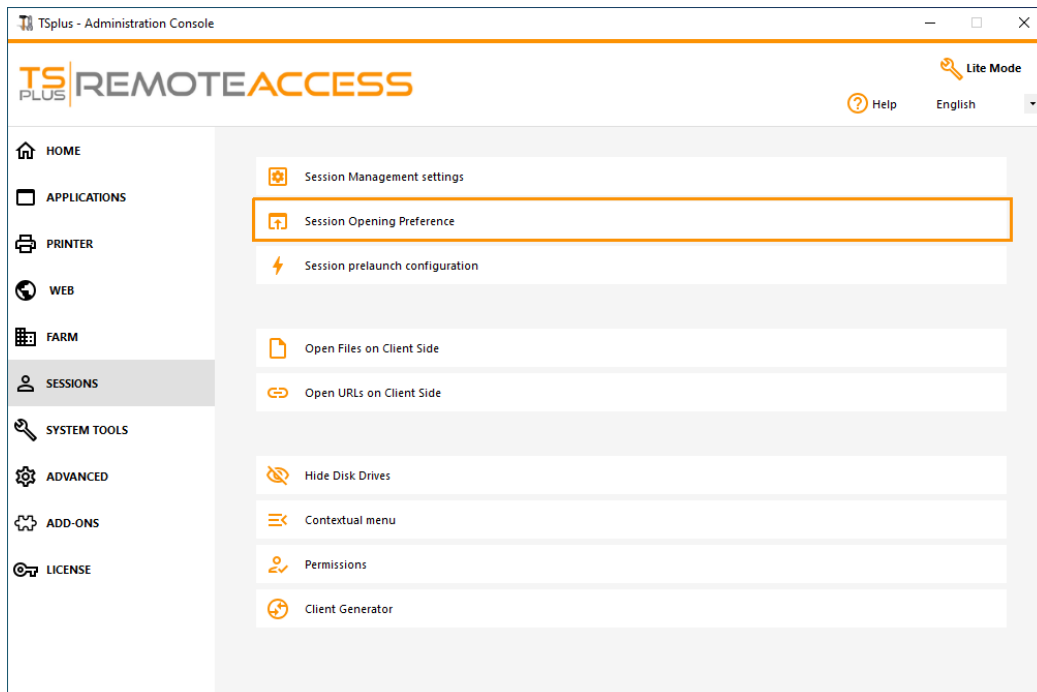 TSplus - Administration Console
TS PLUS REMOTEACCESS
Lite Mode
Help
English
HOME
APPLICATIONS
PRINTER
WEB
FARM
SESSIONS
SYSTEM TOOLS
ADVANCED
ADD-ONS
LICENSE
Session Management settings
Session Opening Preference
Session prelaunch configuration
Open Files on Client Side
Open URLs on Client Side
Hide Disk Drives
Contextual menu
Permissions
Client Generator